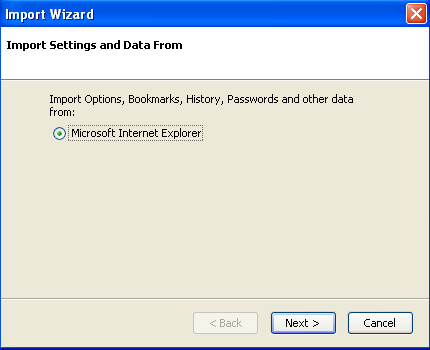 Import Wizard
Import Settings and Data From
Import Options, Bookmarks, History, Passwords and other data
from:
Microsoft Internet Explorer
< Back
Next >
Cancel